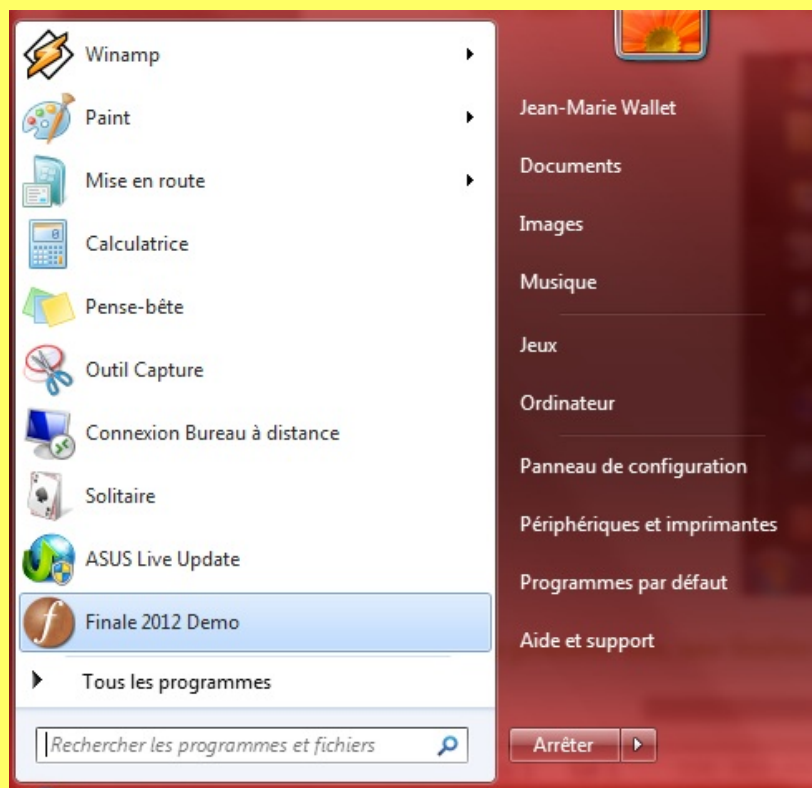 Winamp
Paint
Mise en route
Calculatrice
Pense-bête
Outil Capture
Connexion Bureau à distance
Solitaire
ASUS Live Update
Finale 2012 Demo
Tous les programmes
Rechercher les programmes et fichiers
Jean-Marie Wallet
Documents
Images
Musique
Jeux
Ordinateur
Panneau de configuration
Périphériques et imprimantes
Programmes par défaut
Aide et support
Arrêter